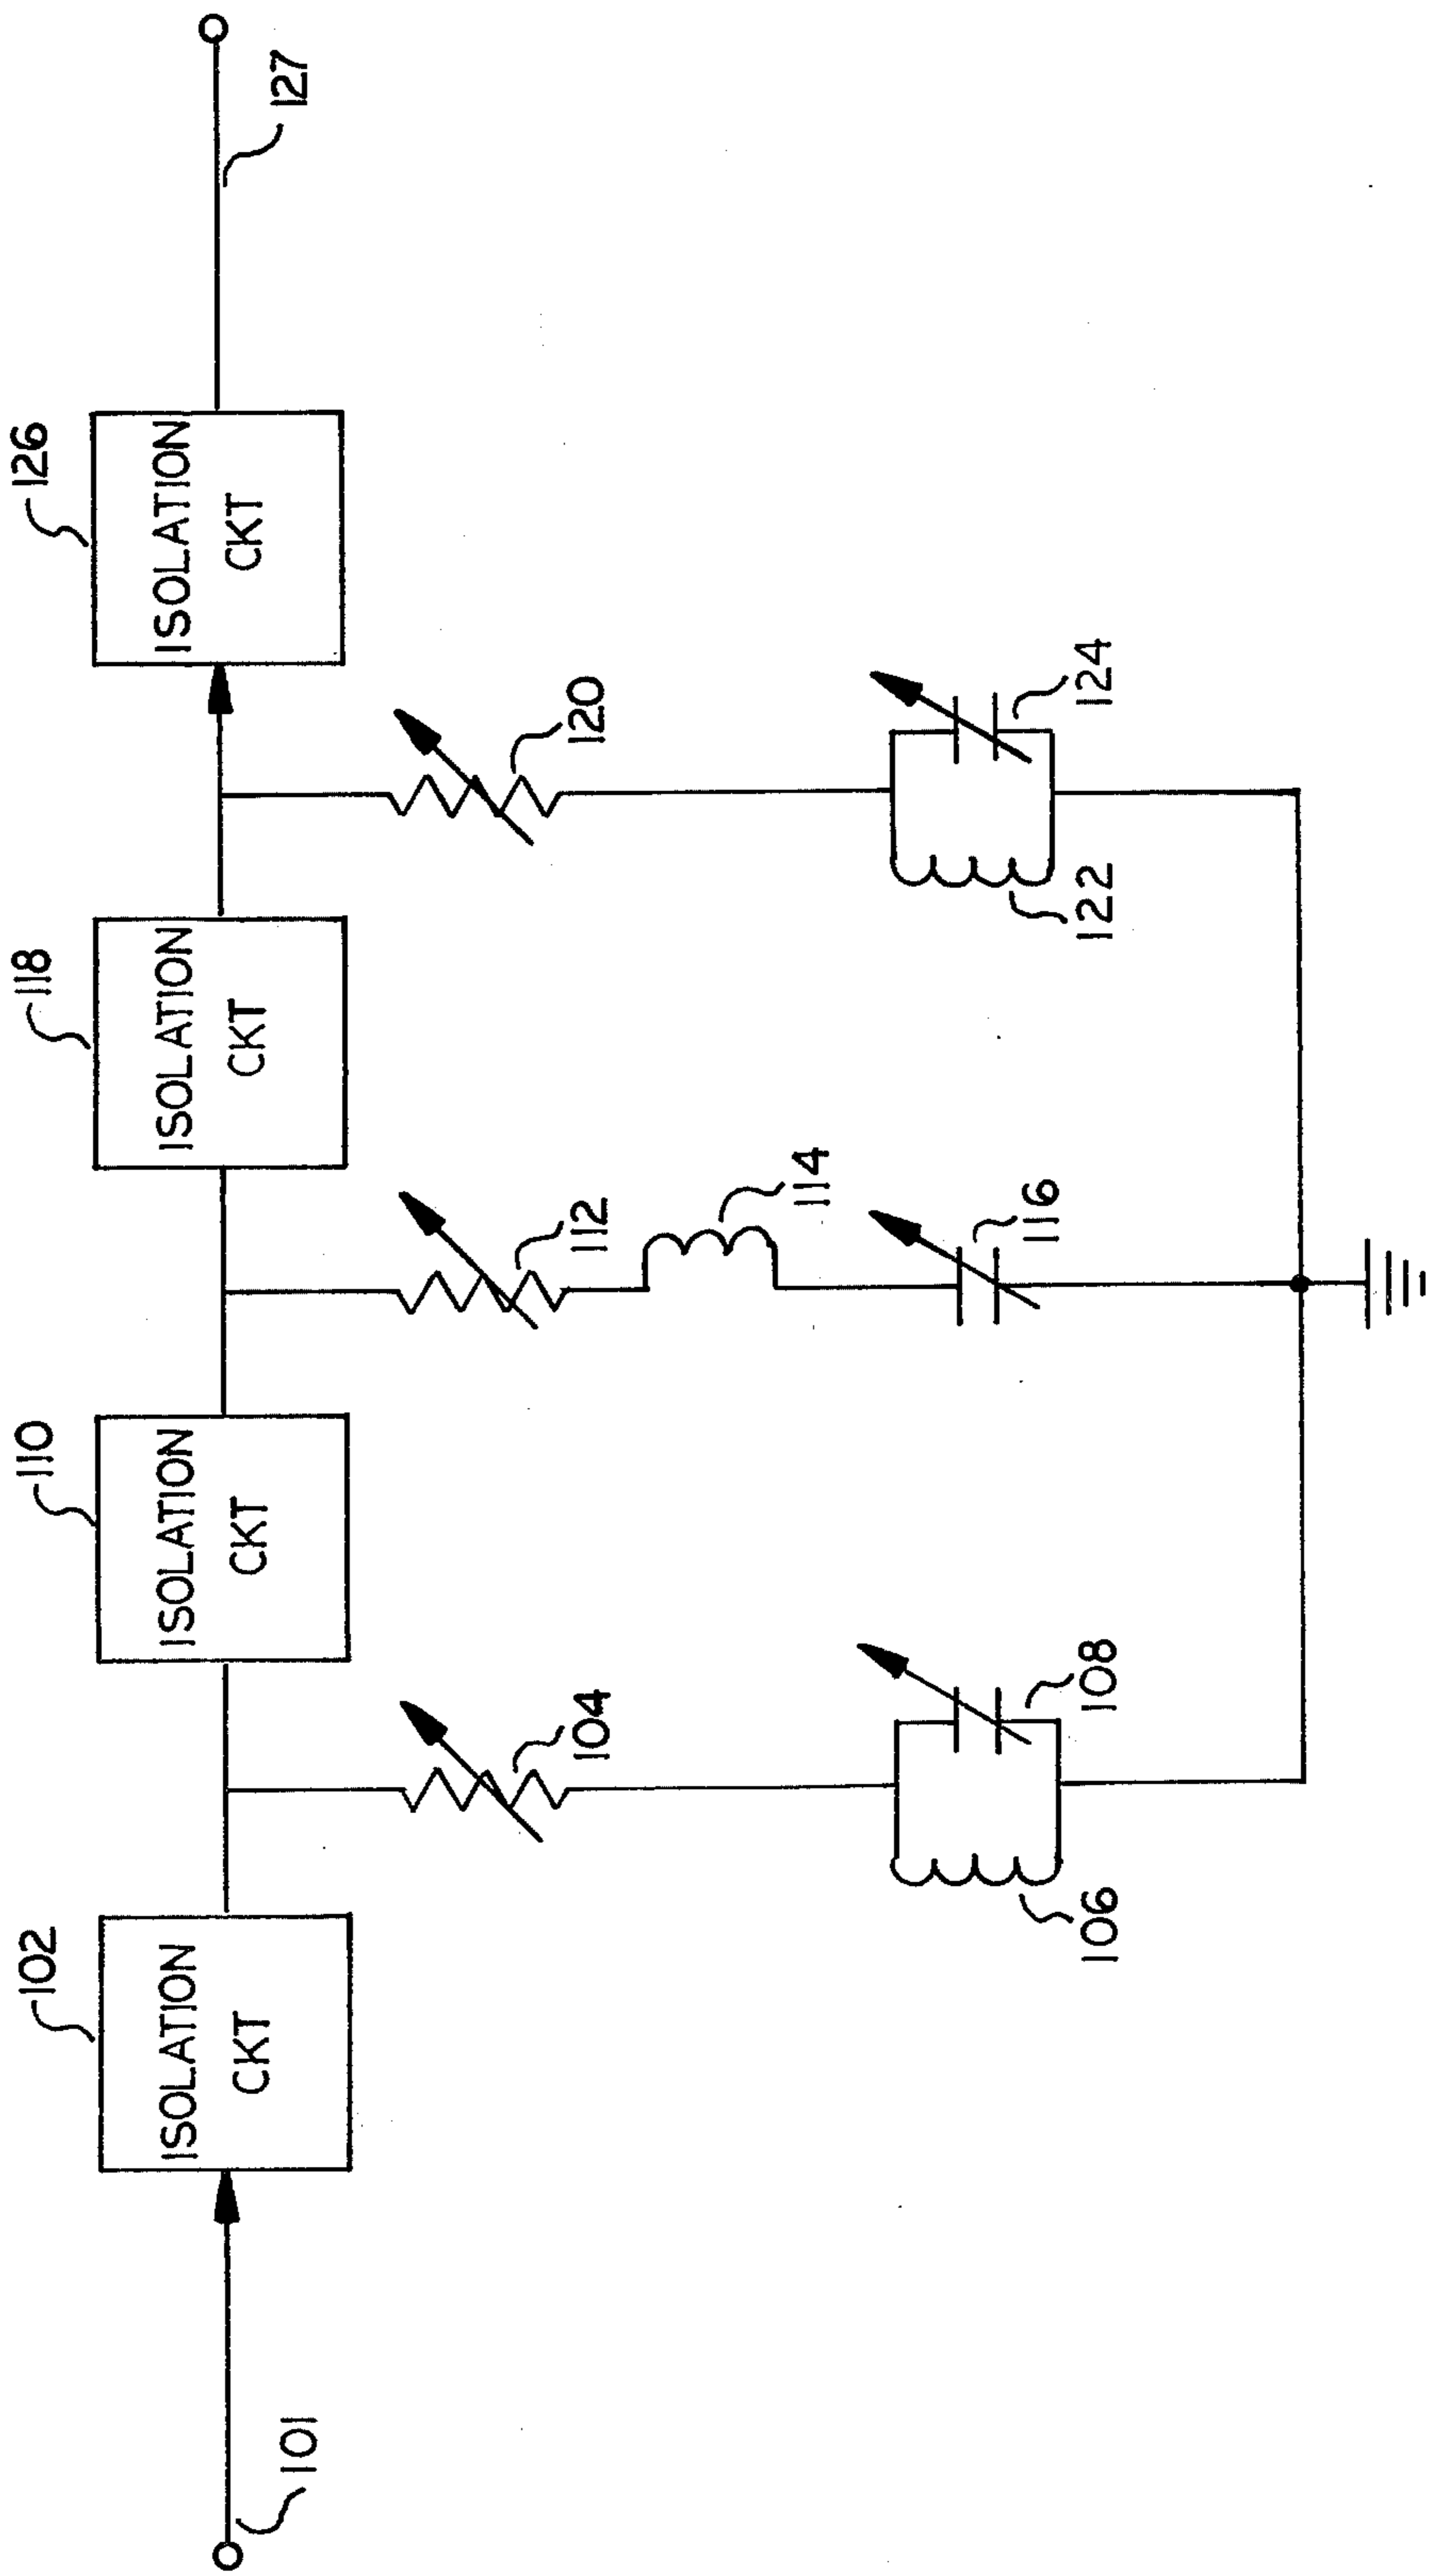 102
110
118
126
ISOLATION
CKT
ISOLATION
CKT
ISOLATION
CKT
ISOLATION
CKT
101
127
104
112
120
114
106
108
116
122
124